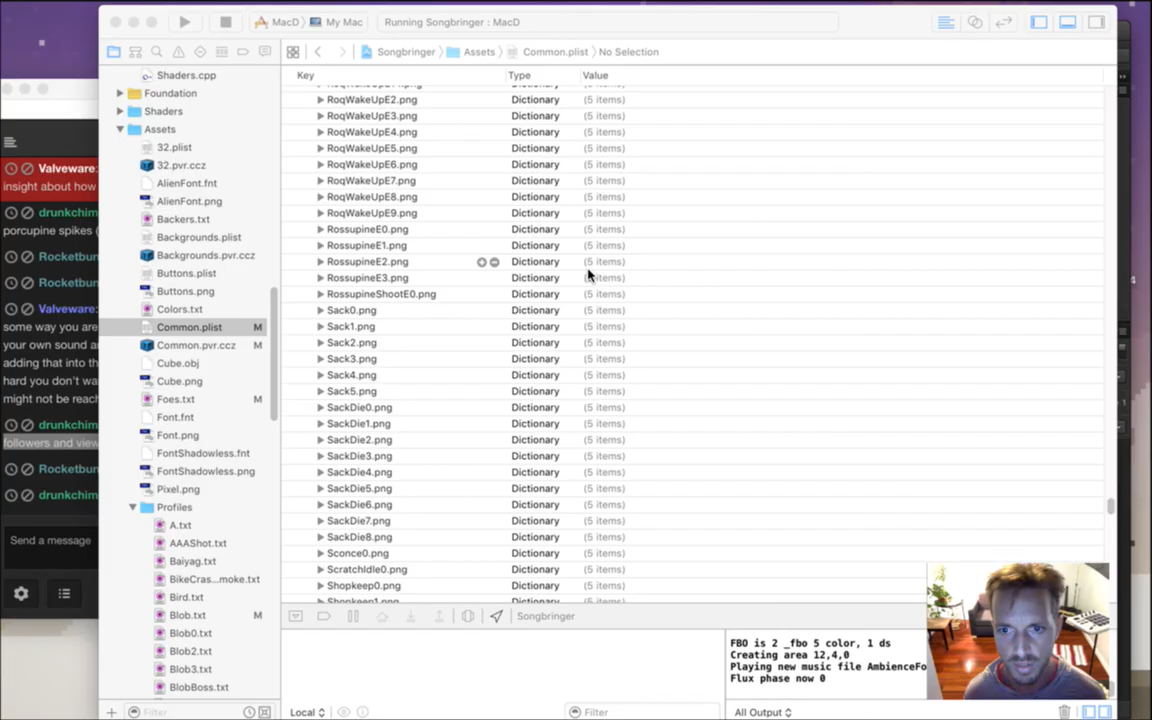 MacD
My Mac
Running Songbringer : MacD
Songbringer
Assets
Common.plist
No Selection
Key
Type
Value
Shaders.cpp
Foundation
Shaders
Assets
32.plist
32.pvr.ccz
AlienFont.fnt
AlienFont.png
Backers.txt
Backgrounds.plist
Backgrounds.pvr.ccz
Buttons.plist
Buttons.png
Colors.txt
Common.plist M
Common.pvr.ccz M
Cube.obj
Cube.png
Foes.txt M
Font.fnt
Font.png
FontShadowless.fnt
FontShadowless.png
Pixel.png
Profiles
A.txt
AAAShot.txt
Baiyag.txt
BikeCras...moke.txt
Bird.txt
Blob.txt M
Blob0.txt
Blob2.txt
Blob3.txt
BlobBoss.txt
Filter
RoqWakeUpE2.png Dictionary (5 items)
RoqWakeUpE3.png Dictionary (5 items)
RoqWakeUpE4.png Dictionary (5 items)
RoqWakeUpE5.png Dictionary (5 items)
RoqWakeUpE6.png Dictionary (5 items)
RoqWakeUpE7.png Dictionary (5 items)
RoqWakeUpE8.png Dictionary (5 items)
RoqWakeUpE9.png Dictionary (5 items)
RossupineE0.png Dictionary (5 items)
RossupineE1.png Dictionary (5 items)
RossupineE2.png Dictionary (5 items)
RossupineE3.png Dictionary (5 items)
RossupineShootE0.png Dictionary (5 items)
Sack0.png Dictionary (5 items)
Sack1.png Dictionary (5 items)
Sack2.png Dictionary (5 items)
Sack3.png Dictionary (5 items)
Sack4.png Dictionary (5 items)
Sack5.png Dictionary (5 items)
SackDie0.png Dictionary (5 items)
SackDie1.png Dictionary (5 items)
SackDie2.png Dictionary (5 items)
SackDie3.png Dictionary (5 items)
SackDie4.png Dictionary (5 items)
SackDie5.png Dictionary (5 items)
SackDie6.png Dictionary (5 items)
SackDie7.png Dictionary (5 items)
SackDie8.png Dictionary (5 items)
Sconce0.png Dictionary (5 items)
ScratchIdle0.png Dictionary (5 items)
Shopkeep0.png Dictionary (5 items)
Shopkeep1.png Dictionary (5 items)
Songbringer
FBO is 2 _fbo 5 color, 1 ds
Creating area 12,4,0
Playing new music file AmbienceFo
Flux phase now 0
Local
Filter
All Output
Valveware:
insight about how
drunkchim
porcupine spikes (
Rocketbun
Rocketbun
Valveware:
some way you are
your own sound a
adding that into th
hard you don't wa
might not be reach
drunkchim
followers and view
Rocketbun
drunkchim
Send a message